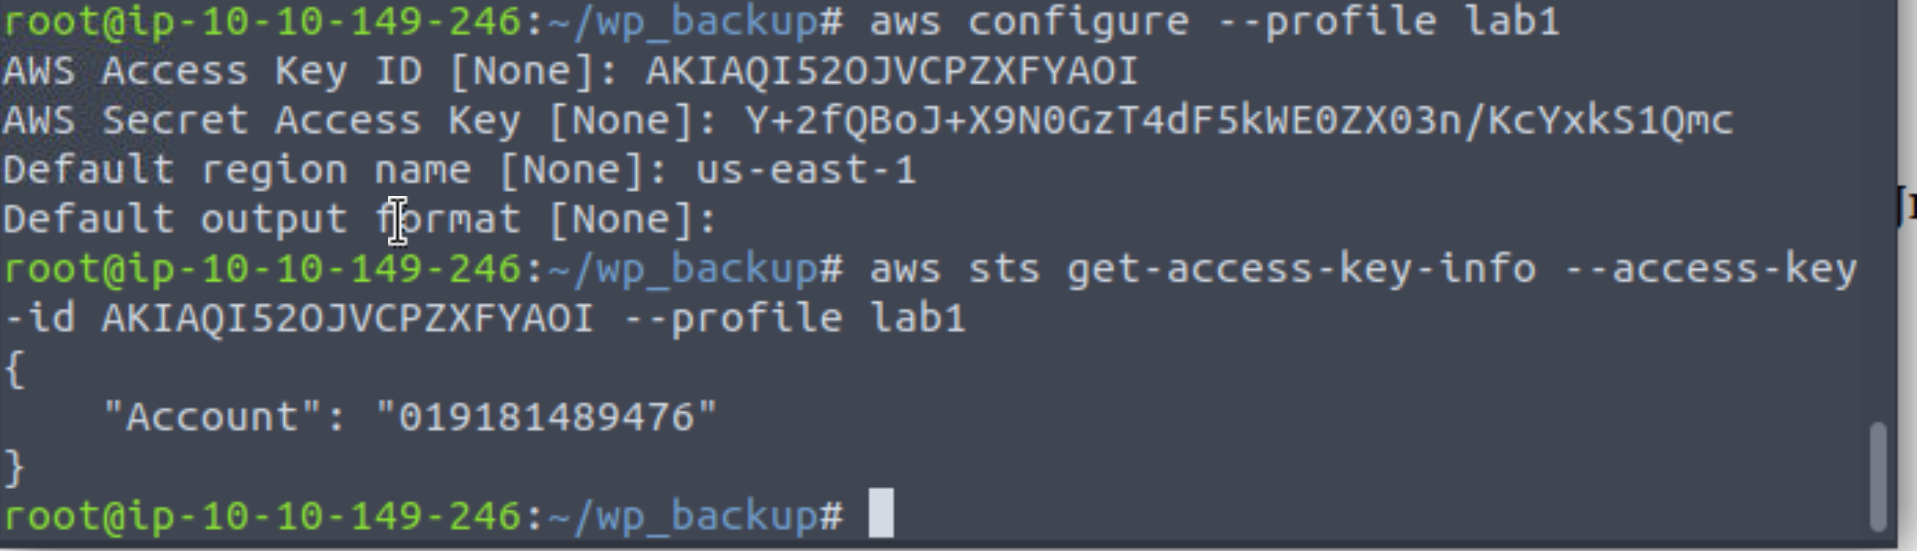 root@ip-10-10-149-246:~/wp_backup# aws configure --profile lab1
AWS Access Key ID [None]: AKIAQI52OJVCPZXFYAOI
AWS Secret Access Key [None]: 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
Default region name [None]: us-east-1
Default output format [None]:
root@ip-10-10-149-246:~/wp_backup# aws sts get-access-key-info --access-key
-id AKIAQI52OJVCPZXFYAOI --profile lab1
{
    "Account": "019181489476"
}
root@ip-10-10-149-246:~/wp_backup#